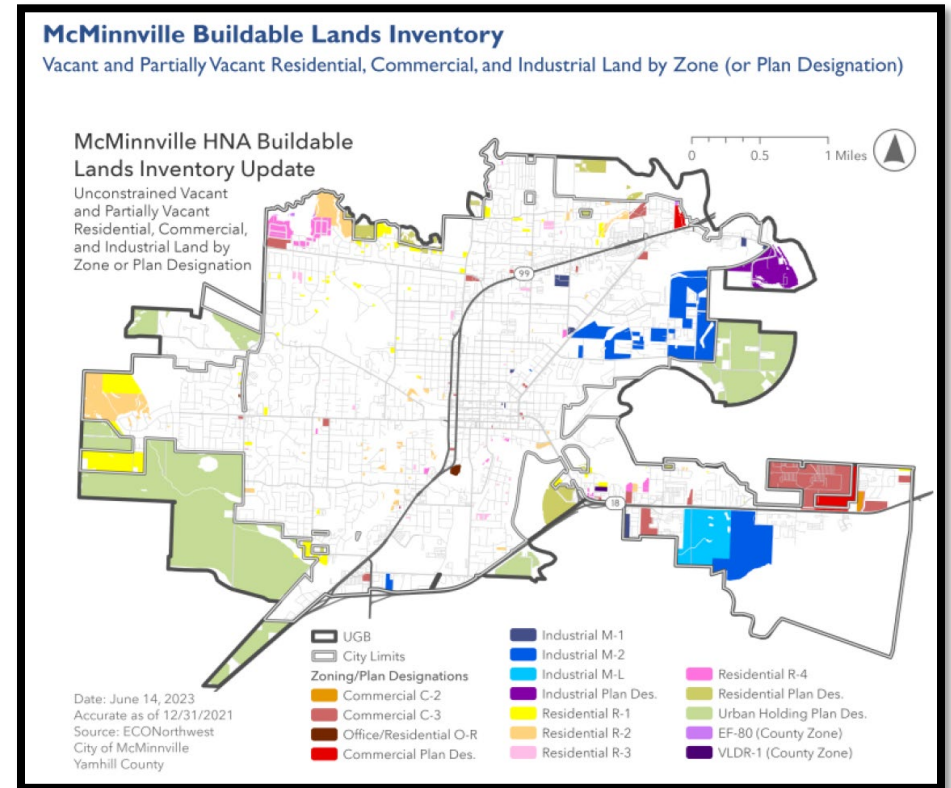 McMinnville Buildable Lands Inventory
Vacant and Partially Vacant Residential, Commercial, and Industrial Land by Zone (or Plan Designation)
McMinnville HNA Buildable
Lands Inventory Update
Unconstrained Vacant
and Partially Vacant
Residential, Commercial,
and Industrial Land by
Zone or Plan Designation
0 0.5 1 Miles
99
18
UGB
City Limits
Zoning/Plan Designations
Commercial C-2
Commercial C-3
Office/Residential O-R
Commercial Plan Des.
Industrial M-1
Industrial M-2
Industrial M-L
Industrial Plan Des.
Residential R-1
Residential R-2
Residential R-3
Residential R-4
Residential Plan Des.
Urban Holding Plan Des.
EF-80 (County Zone)
VLDR-1 (County Zone)
Date: June 14, 2023
Accurate as of 12/31/2021
Source: ECONorthwest
City of McMinnville
Yamhill County